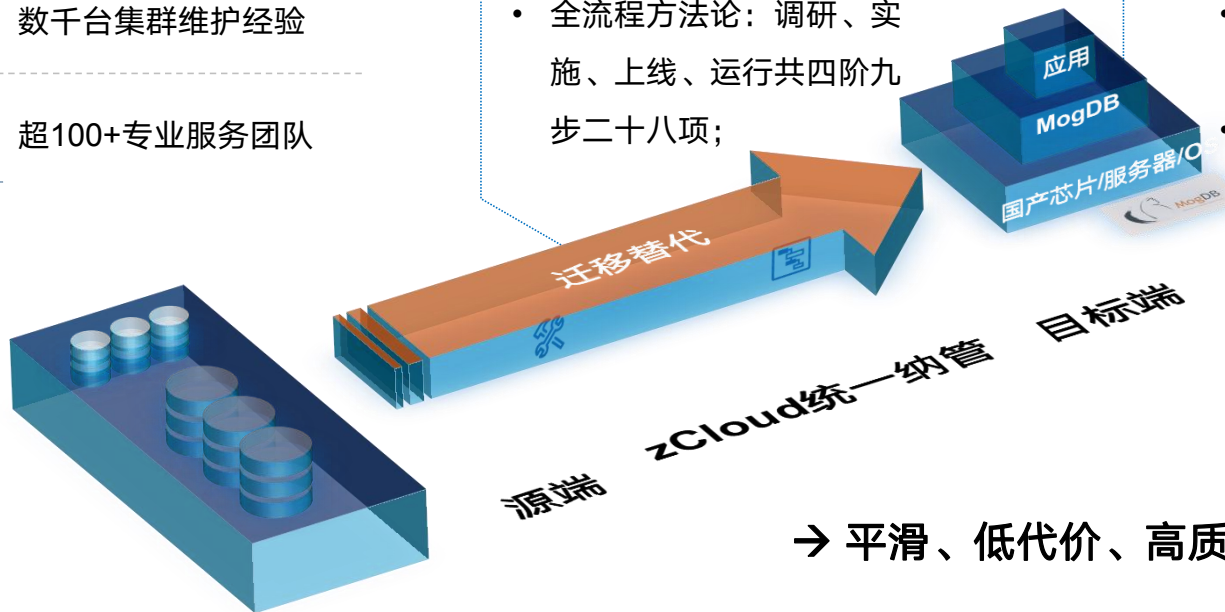 数千台集群维护经验
超100+专业服务团队
• 全流程方法论：调研、实
施、上线、运行共四阶九
步二十八项；
应用
MogDB
国产芯片/服务器/OS
MogDB
迁移替代
源端 zCloud统一纳管 目标端
→ 平滑、低代价、高质